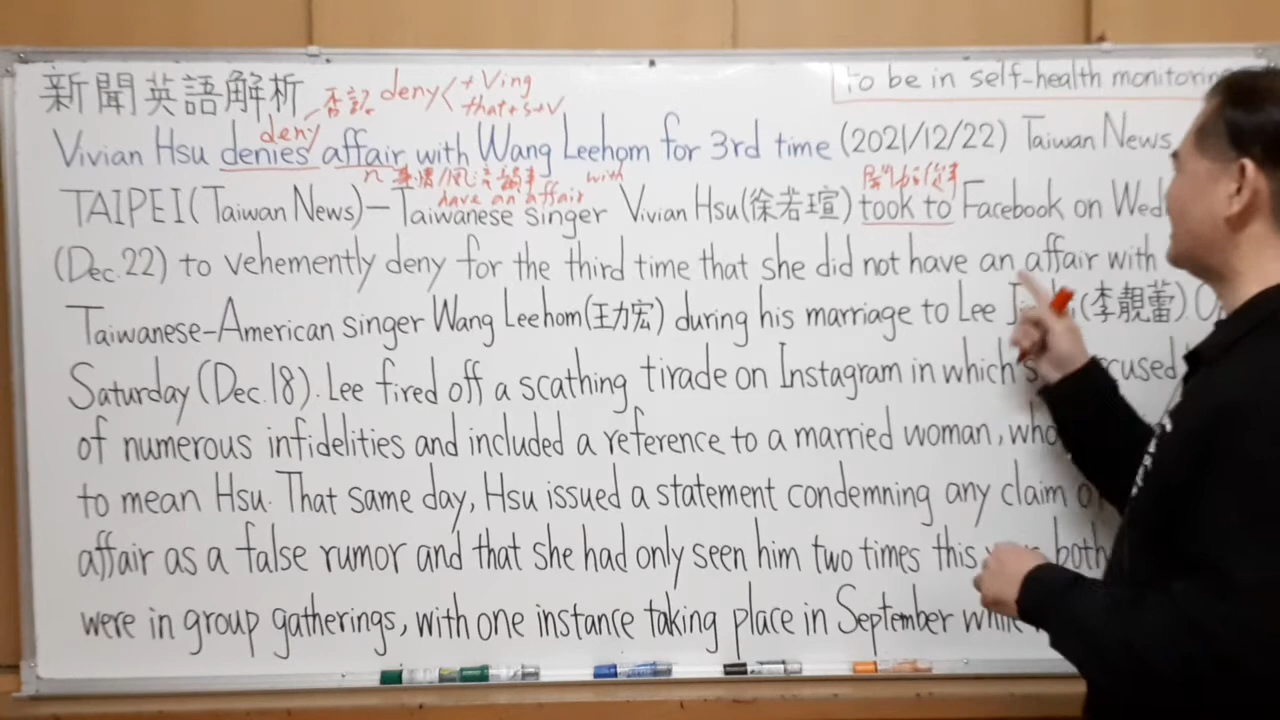 新聞英語解析 否認 deny < + Ving
that+s+v
to be in self-health monitoring
deny
Vivian Hsu denies affair with Wang Leehom for 3rd time (2021/12/22) Taiwan News
n 事情/風流韻事 with
have an affair
開始/從事
TAIPEI (Taiwan News) – Taiwanese singer Vivian Hsu (徐若瑄) took to Facebook on Wed
(Dec. 22) to vehemently deny for the third time that she did not have an affair with
Taiwanese-American singer Wang Leehom (王力宏) during his marriage to Lee (李靚蕾).
Saturday (Dec. 18). Lee fired off a scathing tirade on Instagram in which
of numerous infidelities and included a reference to a married woman, who
to mean Hsu. That same day, Hsu issued a statement condemning any claim
affair as a false rumor and that she had only seen him two times this both
were in group gatherings, with one instance taking place in September